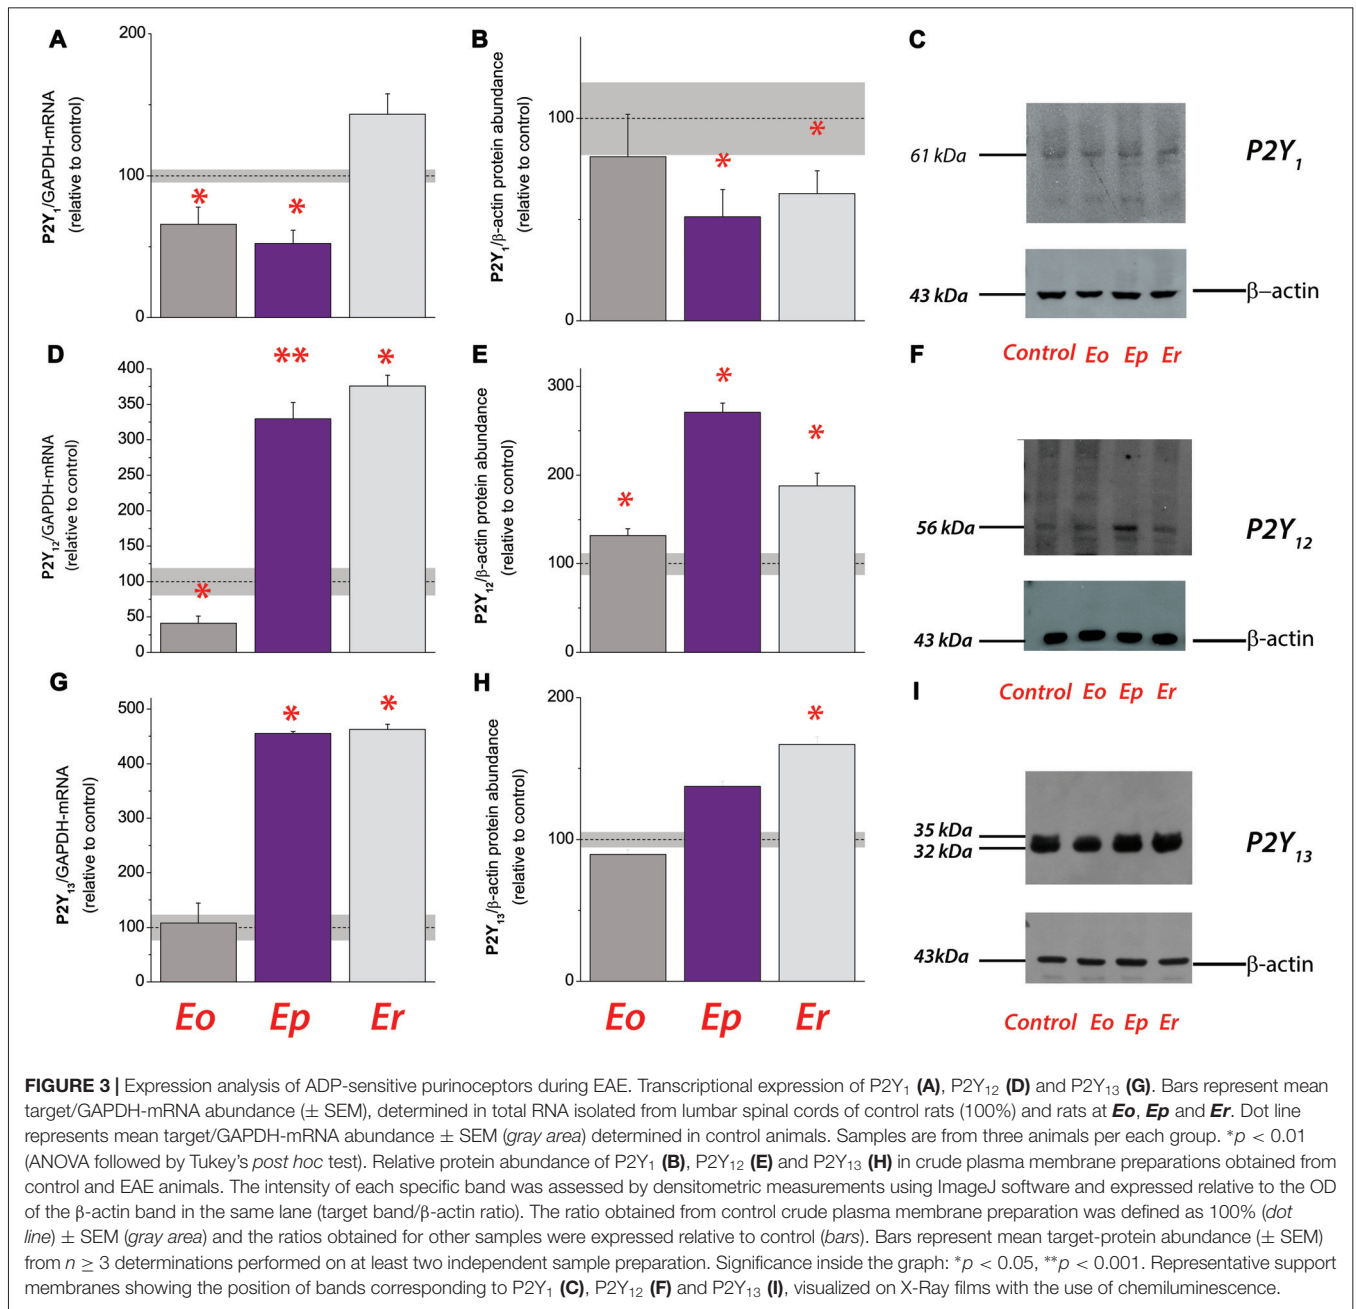 A
200
100
0
P2Y1/GAPDH-mRNA
(relative to control)
*
*
B
100
0
P2Y1/β-actin protein abundance
(relative to control)
*
*
C
61 kDa
P2Y1
43 kDa
β–actin
Control Eo Ep Er
D
400
350
300
250
200
150
100
50
0
P2Y12/GAPDH-mRNA
(relative to control)
*
**
*
E
300
200
100
0
P2Y12/β-actin protein abundance
(relative to control)
*
*
*
F
56 kDa
P2Y12
43 kDa
β-actin
Control Eo Ep Er
G
500
400
300
200
100
0
P2Y13/GAPDH-mRNA
(relative to control)
*
*
Eo Ep Er
H
200
100
0
P2Y13/β-actin protein abundance
(relative to control)
*
Eo Ep Er
I
35 kDa
32 kDa
P2Y13
43kDa
β-actin
Control Eo Ep Er
FIGURE 3 | Expression analysis of ADP-sensitive purinoceptors during EAE. Transcriptional expression of P2Y1 (A), P2Y12 (D) and P2Y13 (G). Bars represent mean
target/GAPDH-mRNA abundance (± SEM), determined in total RNA isolated from lumbar spinal cords of control rats (100%) and rats at Eo, Ep and Er. Dot line
represents mean target/GAPDH-mRNA abundance ± SEM (gray area) determined in control animals. Samples are from three animals per each group. *p < 0.01
(ANOVA followed by Tukey's post hoc test). Relative protein abundance of P2Y1 (B), P2Y12 (E) and P2Y13 (H) in crude plasma membrane preparations obtained from
control and EAE animals. The intensity of each specific band was assessed by densitometric measurements using ImageJ software and expressed relative to the OD
of the β-actin band in the same lane (target band/β-actin ratio). The ratio obtained from control crude plasma membrane preparation was defined as 100% (dot
line) ± SEM (gray area) and the ratios obtained for other samples were expressed relative to control (bars). Bars represent mean target-protein abundance (± SEM)
from n ≥ 3 determinations performed on at least two independent sample preparation. Significance inside the graph: *p < 0.05, **p < 0.001. Representative support
membranes showing the position of bands corresponding to P2Y1 (C), P2Y12 (F) and P2Y13 (I), visualized on X-Ray films with the use of chemiluminescence.